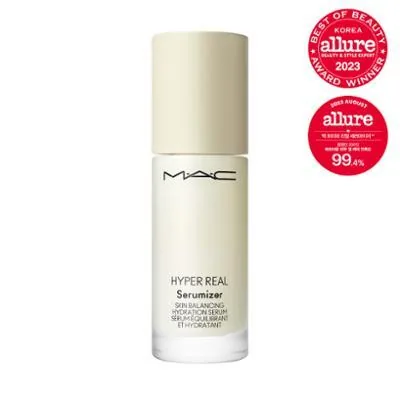 BEST OF BEAUTY
KOREA
allure
BEAUTY & STYLE EXPERT
2023
AWARD WINNER
2023 AUGUST
allure
99.4%
MAC
HYPER REAL
Serumizer
SKIN BALANCING
HYDRATION SERUM
SÉRUM ÉQUILIBRANT
ET HYDRATANT